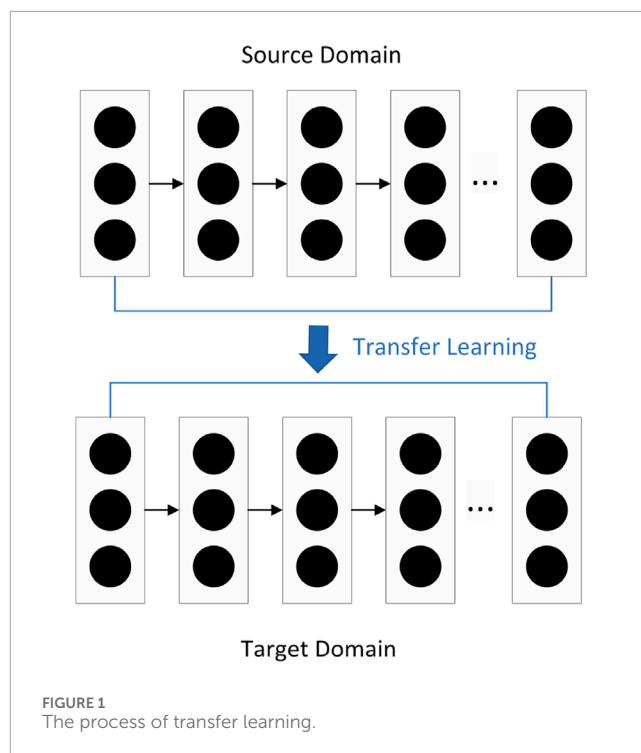 Source Domain
...
Transfer Learning
...
Target Domain
FIGURE 1
The process of transfer learning.